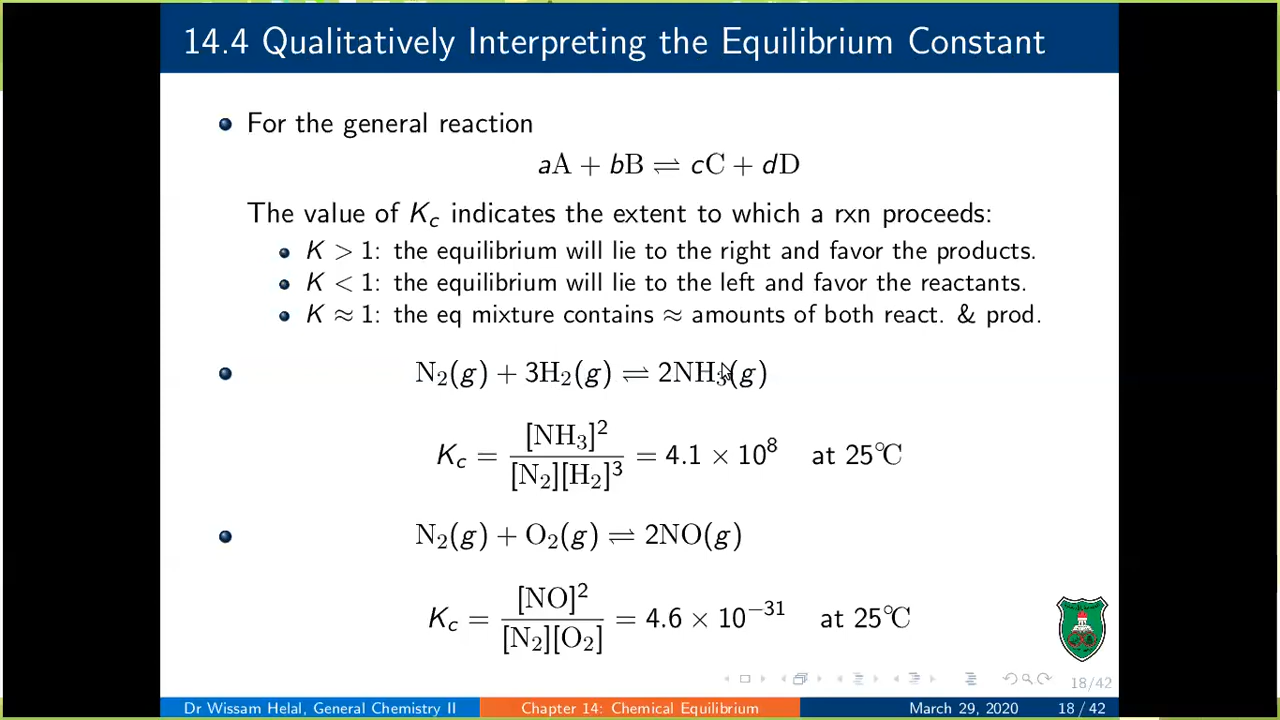 14.4 Qualitatively Interpreting the Equilibrium Constant
For the general reaction
aA + bB ⇌ cC + dD
The value of K_c indicates the extent to which a rxn proceeds:
K > 1: the equilibrium will lie to the right and favor the products.
K < 1: the equilibrium will lie to the left and favor the reactants.
K ≈ 1: the eq mixture contains ≈ amounts of both react. & prod.
N₂(g) + 3H₂(g) ⇌ 2NH₃(g)
K_c = [NH₃]² / [N₂][H₂]³ = 4.1 × 10⁸ at 25℃
N₂(g) + O₂(g) ⇌ 2NO(g)
K_c = [NO]² / [N₂][O₂] = 4.6 × 10⁻³¹ at 25℃
18/42
Dr Wissam Helal, General Chemistry II Chapter 14: Chemical Equilibrium March 29, 2020 18 / 42